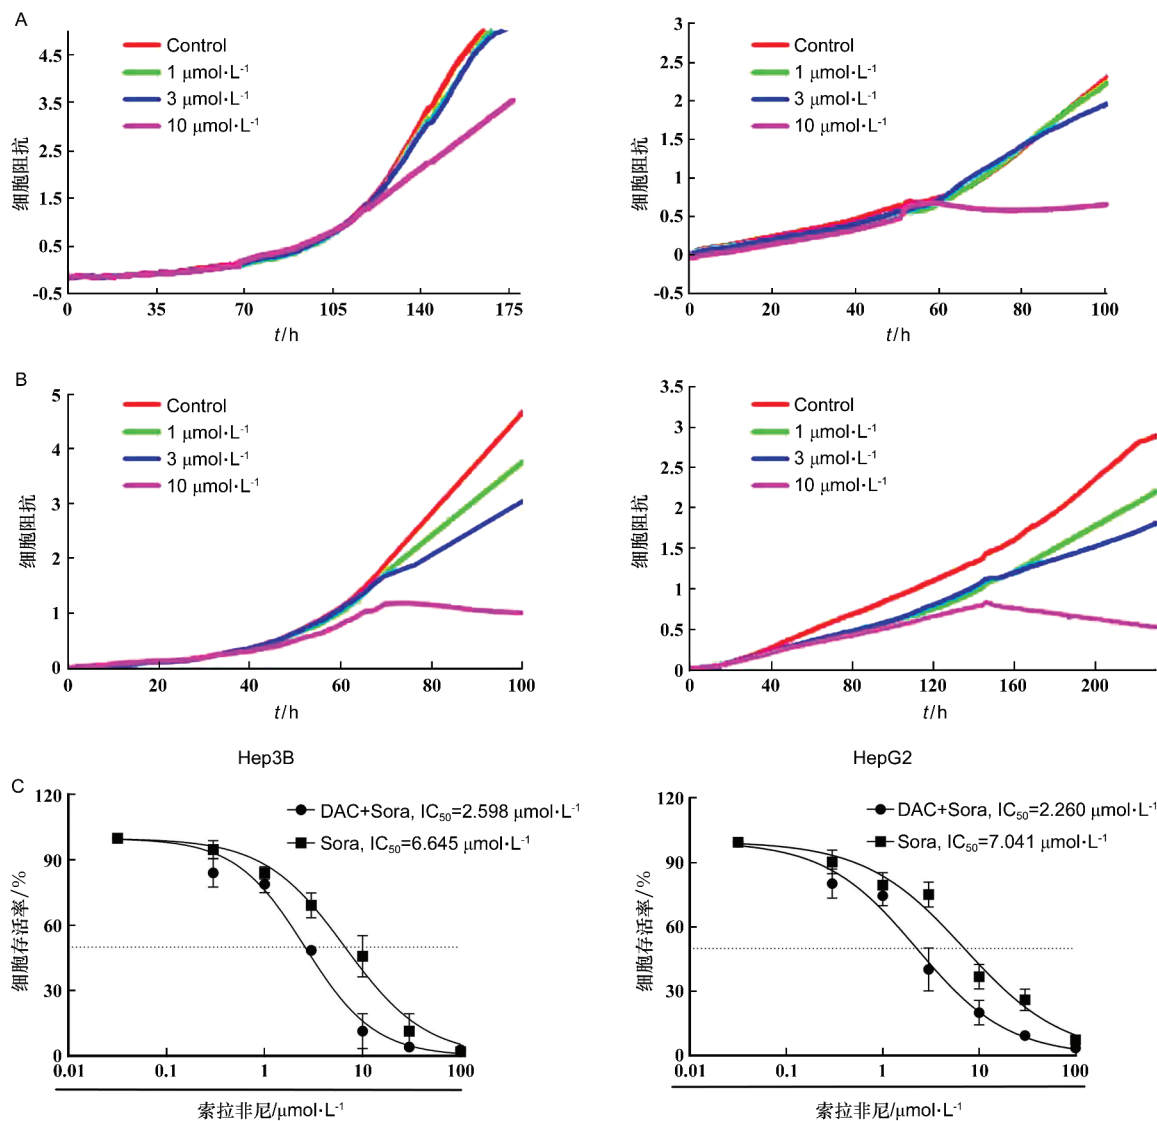 A
细胞阻抗
4.5
3.5
2.5
1.5
0.5
-0.5
Control
1 μmol·L⁻¹
3 μmol·L⁻¹
10 μmol·L⁻¹
0 35 70 105 140 175
t/h
细胞阻抗
3
2.5
2
1.5
1
0.5
0
-0.5
Control
1 μmol·L⁻¹
3 μmol·L⁻¹
10 μmol·L⁻¹
0 20 40 60 80 100
t/h
B
细胞阻抗
5
4
3
2
1
0
Control
1 μmol·L⁻¹
3 μmol·L⁻¹
10 μmol·L⁻¹
0 20 40 60 80 100
t/h
细胞阻抗
3.5
3
2.5
2
1.5
1
0.5
0
Control
1 μmol·L⁻¹
3 μmol·L⁻¹
10 μmol·L⁻¹
0 40 80 120 160 200
t/h
C
Hep3B
细胞存活率/%
120
90
60
30
0
DAC+Sora, IC₅₀=2.598 μmol·L⁻¹
Sora, IC₅₀=6.645 μmol·L⁻¹
0.01 0.1 1 10 100
索拉非尼/μmol·L⁻¹
HepG2
细胞存活率/%
120
90
60
30
0
DAC+Sora, IC₅₀=2.260 μmol·L⁻¹
Sora, IC₅₀=7.041 μmol·L⁻¹
0.01 0.1 1 10 100
索拉非尼/μmol·L⁻¹